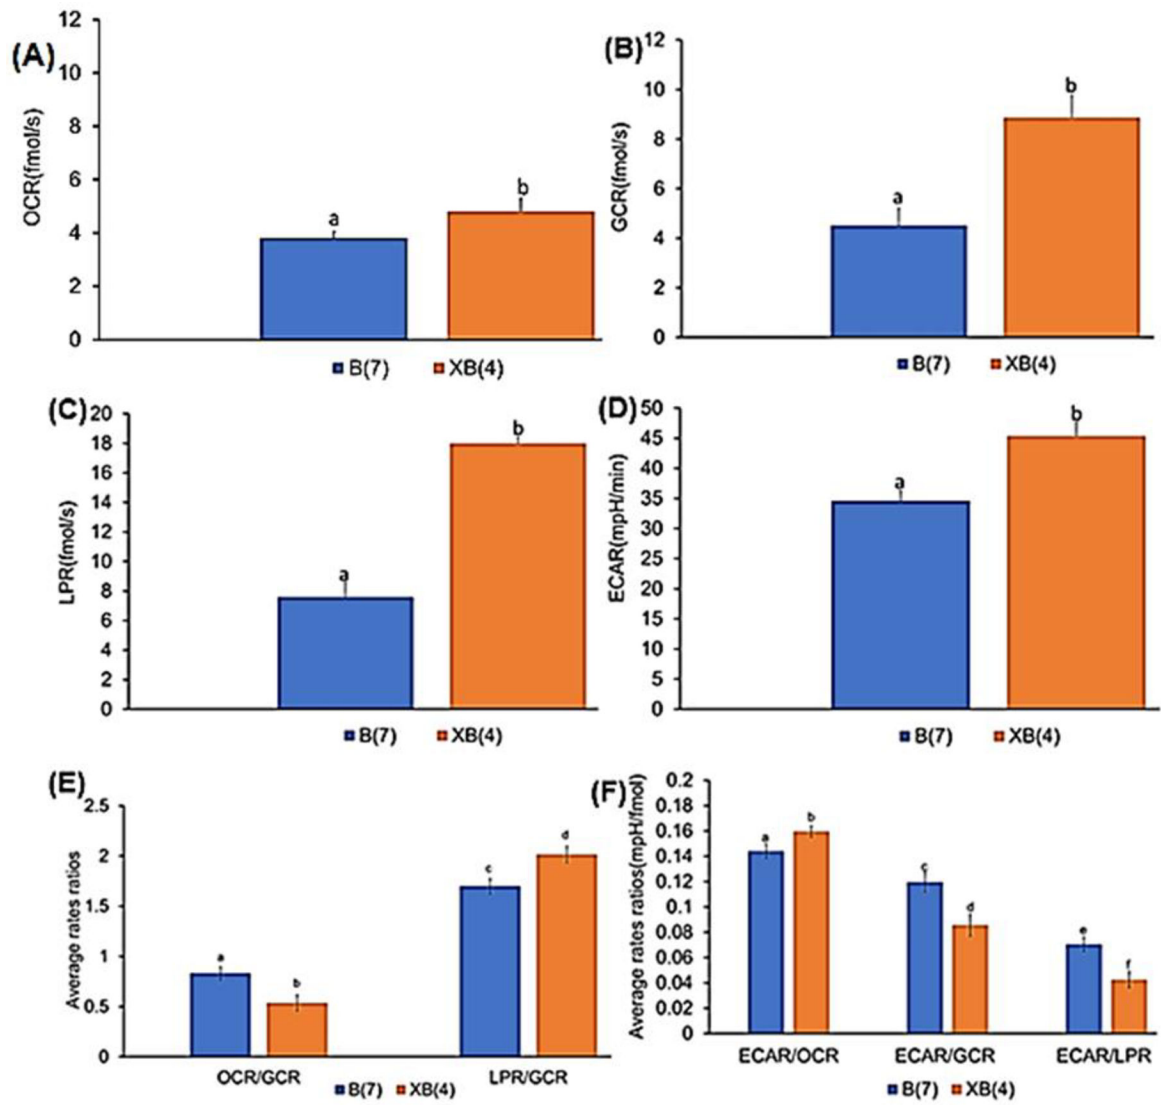 (A)
12
10
8
6
4
2
0
OCR(fmol/s)
a
b
B(7) XB(4)
(B)
12
10
8
6
4
2
0
GCR(fmol/s)
a
b
B(7) XB(4)
(C)
20
18
16
14
12
10
8
6
4
2
0
LPR(fmol/s)
a
b
B(7) XB(4)
(D)
50
45
40
35
30
25
20
15
10
5
0
ECAR(mpH/min)
a
b
B(7) XB(4)
(E)
2.5
2
1.5
1
0.5
0
Average rates ratios
a
b
c
d
OCR/GCR LPR/GCR
B(7) XB(4)
(F)
0.2
0.18
0.16
0.14
0.12
0.1
0.08
0.06
0.04
0.02
0
Average rates ratios(mpH/fmol)
a
b
c
d
e
f
ECAR/OCR ECAR/GCR ECAR/LPR
B(7) XB(4)